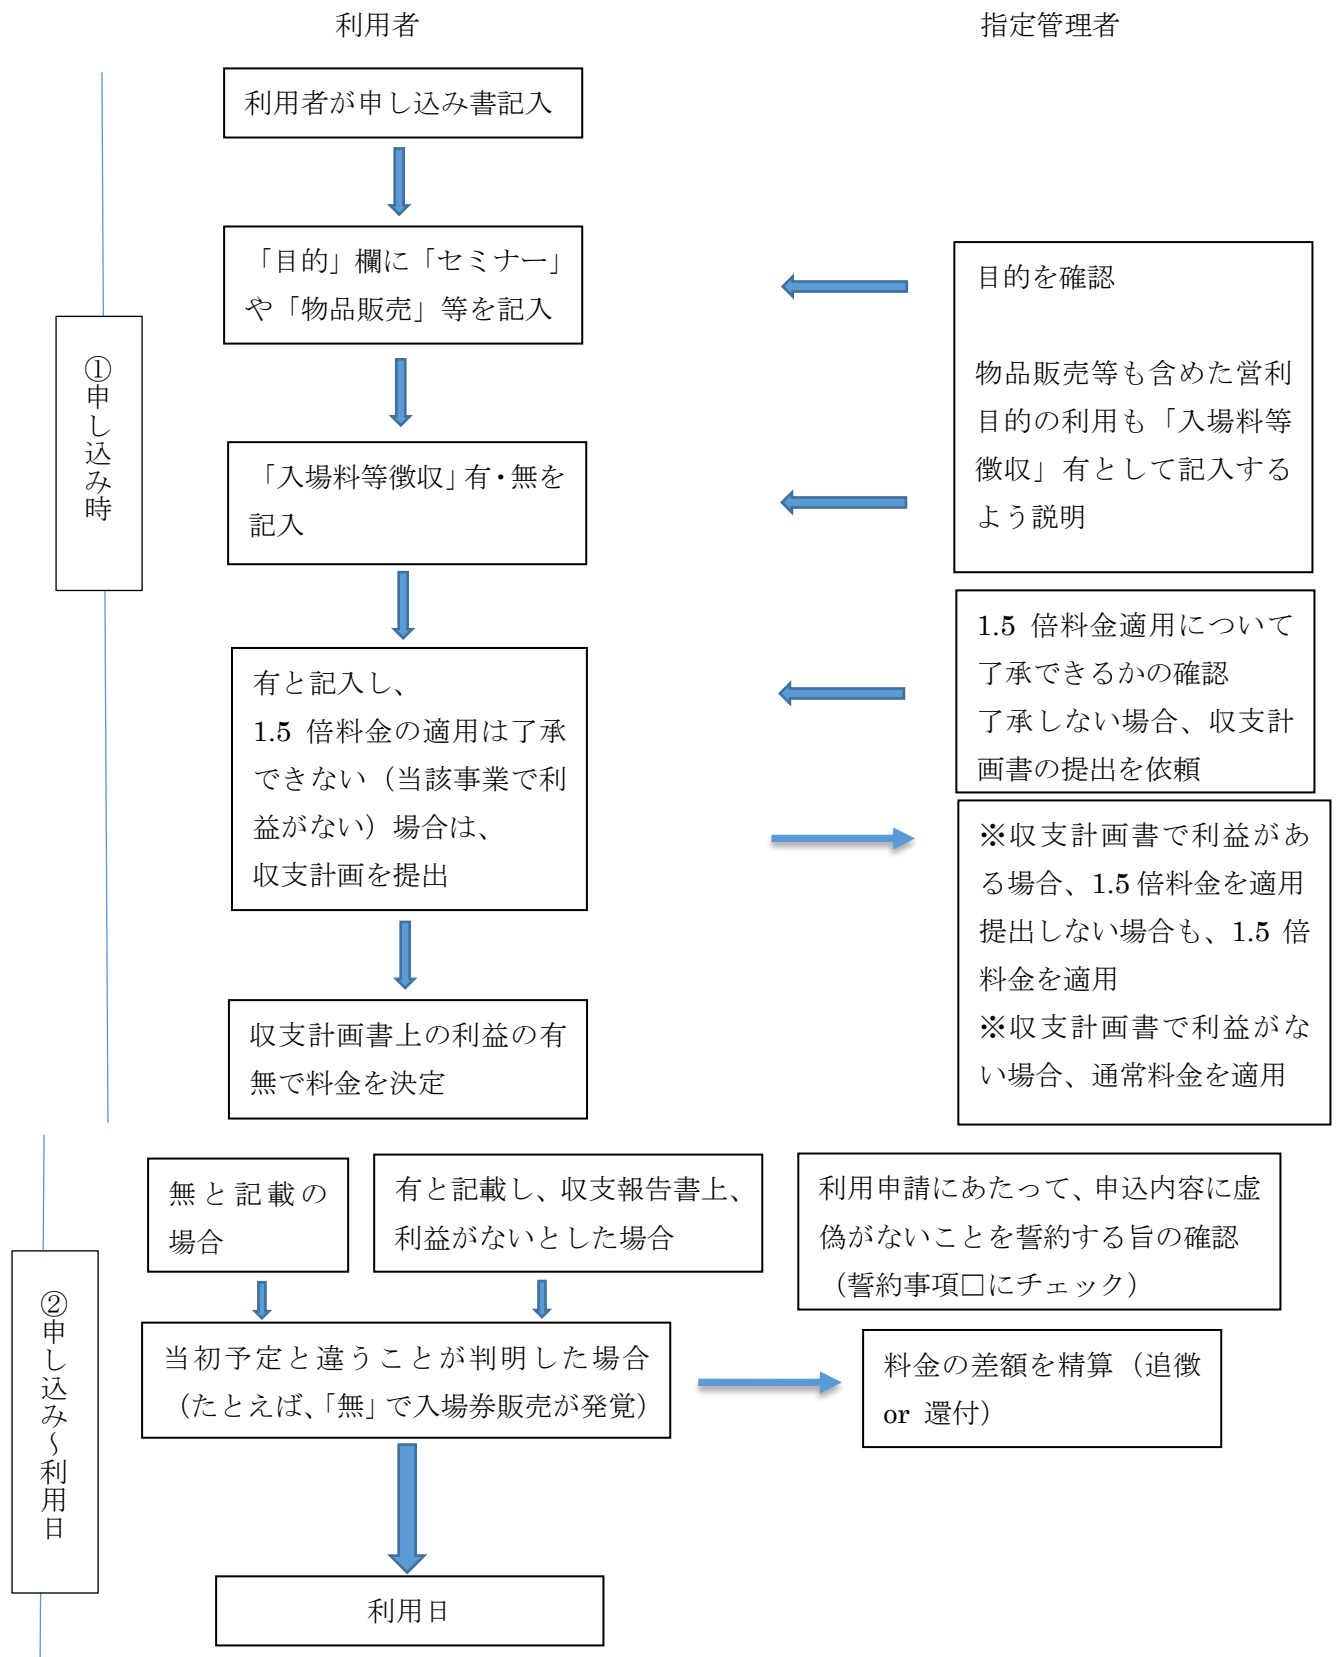 利用者
指定管理者
利用者が申し込み書記入
「目的」欄に「セミナー」
や「物品販売」等を記入
目的を確認
物品販売等も含めた営利
目的の利用も「入場料等
徴収」有として記入する
よう説明
①申し込み時
「入場料等徴収」有・無を
記入
1.5 倍料金適用について
了承できるかの確認
了承しない場合、収支計
画書の提出を依頼
有と記入し、
1.5 倍料金の適用は了承
できない（当該事業で利
益がない）場合は、
収支計画を提出
※収支計画書で利益があ
る場合、1.5 倍料金を適用
提出しない場合も、1.5 倍
料金を適用
※収支計画書で利益がな
い場合、通常料金を適用
収支計画書上の利益の有
無で料金を決定
無と記載の
場合
有と記載し、収支報告書上、
利益がないとした場合
利用申請にあたって、申込内容に虚
偽がないことを誓約する旨の確認
（誓約事項□にチェック）
②申し込み～利用日
当初予定と違うことが判明した場合
（たとえば、「無」で入場券販売が発覚）
料金の差額を精算（追徴
or 還付）
利用日